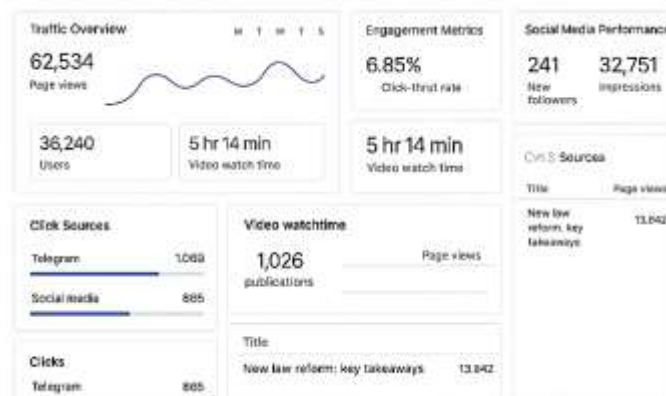 Traffic Overview
M T W T S
62,534
Page views
36,240
Users
5 hr 14 min
Video watch time
Engagement Metrics
6.85%
Click-thrut rate
5 hr 14 min
Video watch time
Social Media Performance
241
New
followers
32,751
Impressions
Sources
Title Page views
New law 13,842
reform, key
takeaways
Click Sources
Telegram 1,069
Social media 865
Clicks
Telegram 865
Video watchtime
1,026
publications
Page views
Title
New law reform: key takeaways 13,842